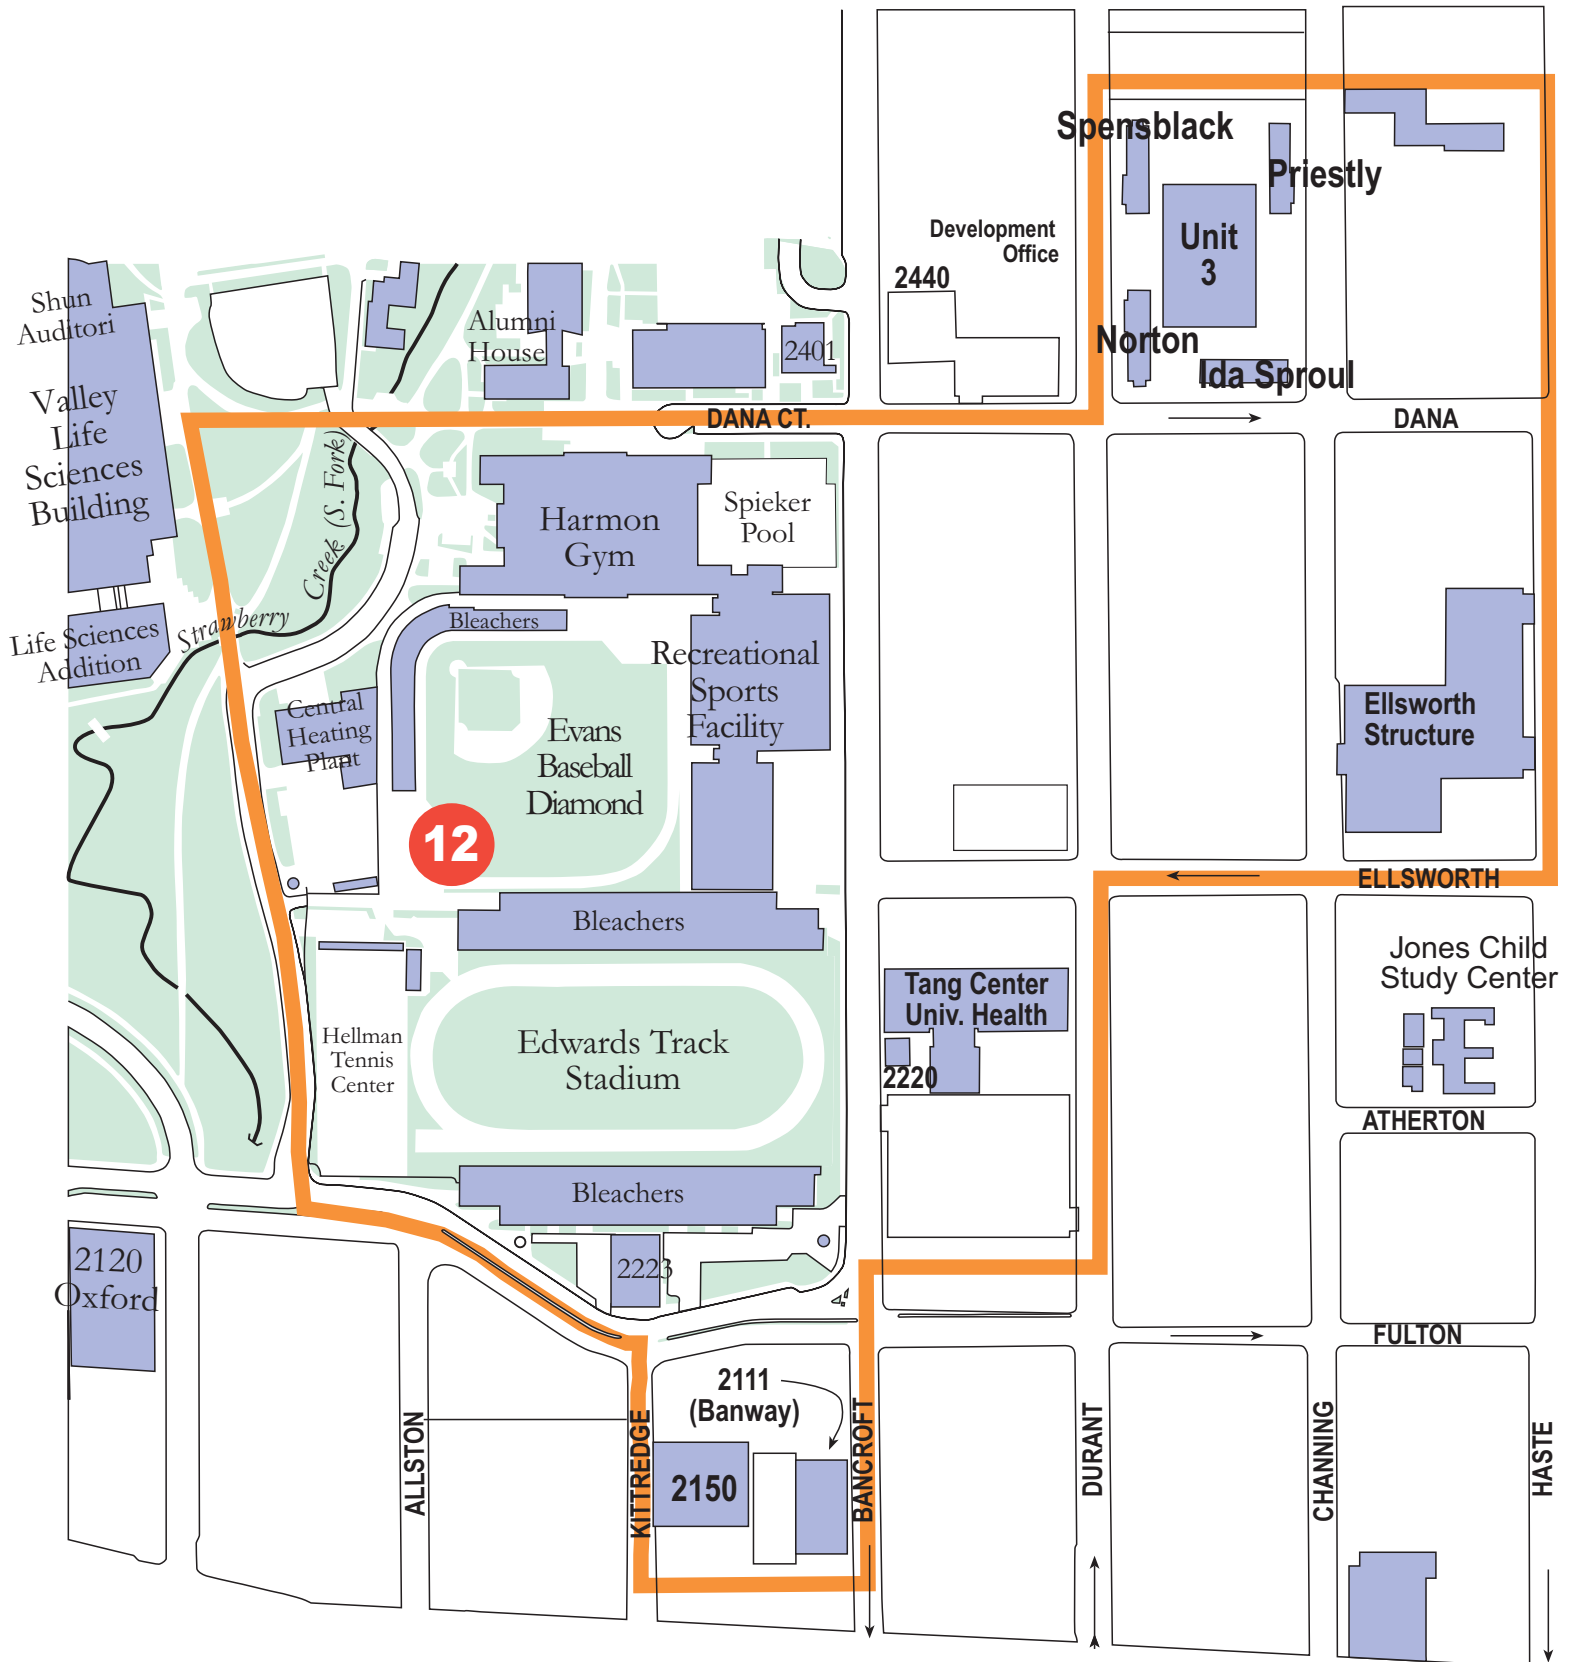 Spensblack
Priestly
Development
Office
2440
Unit
3
Shun
Auditori
Alumni
House
2401
Norton
Ida Sproul
Valley
Life
Sciences
Building
DANA CT.
DANA
Creek (S. Fork)
Strawberry
Harmon
Gym
Spieker
Pool
Bleachers
Life Sciences
Addition
Recreational
Sports
Facility
Central
Heating
Plant
Evans
Baseball
Diamond
Ellsworth
Structure
12
ELLSWORTH
Bleachers
Jones Child
Study Center
Tang Center
Univ. Health
2220
Hellman
Tennis
Center
Edwards Track
Stadium
ATHERTON
Bleachers
2120
Oxford
2223
FULTON
2111
(Banway)
2150
ALLSTON
KITTREDGE
BANCROFT
DURANT
CHANNING
HASTE